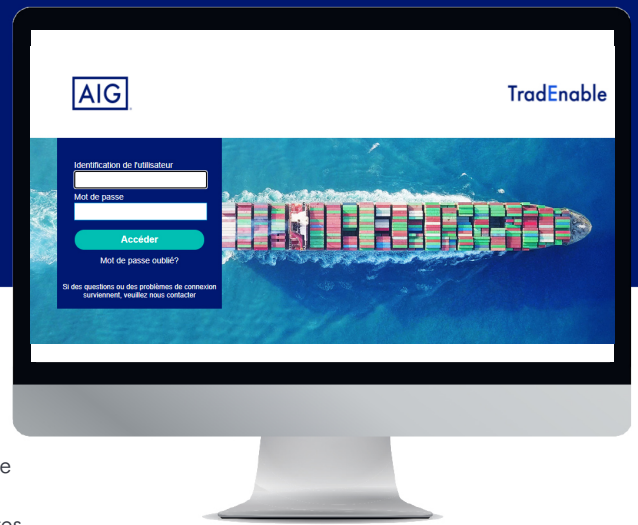 AIG
TradEnable
Identification de l'utilisateur
Mot de passe
Accéder
Mot de passe oublié?
Si des questions ou des problèmes de connexion
surviennent, veuillez nous contacter